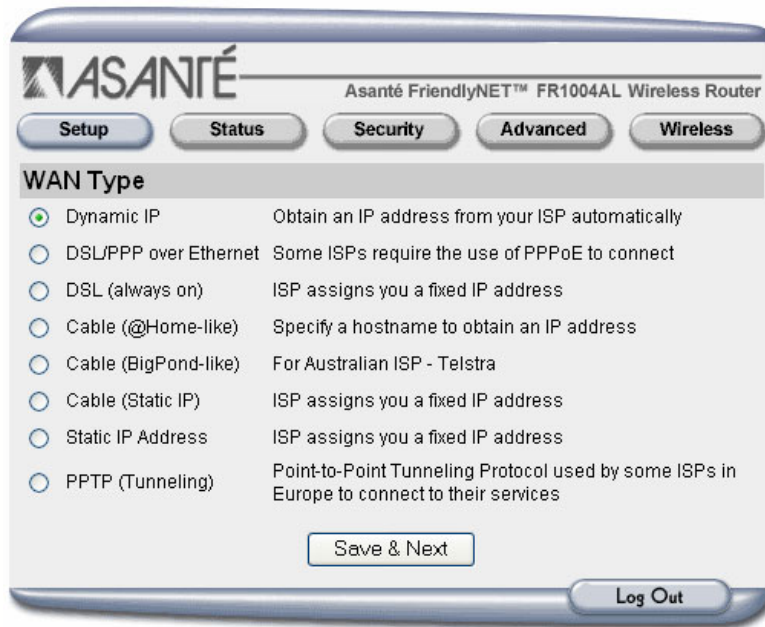 ASANTÉ
Asanté FriendlyNET™ FR1004AL Wireless Router
Setup Status Security Advanced Wireless
WAN Type
Dynamic IP Obtain an IP address from your ISP automatically
DSL/PPP over Ethernet Some ISPs require the use of PPPoE to connect
DSL (always on) ISP assigns you a fixed IP address
Cable (@Home-like) Specify a hostname to obtain an IP address
Cable (BigPond-like) For Australian ISP - Telstra
Cable (Static IP) ISP assigns you a fixed IP address
Static IP Address ISP assigns you a fixed IP address
PPTP (Tunneling) Point-to-Point Tunneling Protocol used by some ISPs in
Europe to connect to their services
Save & Next
Log Out